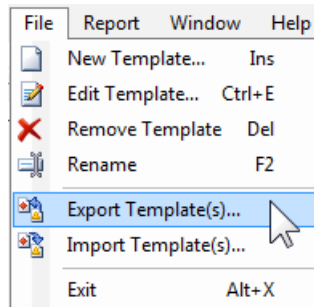 File Report Window Help
New Template... Ins
Edit Template... Ctrl+E
Remove Template Del
Rename F2
Export Template(s)...
Import Template(s)...
Exit Alt+X